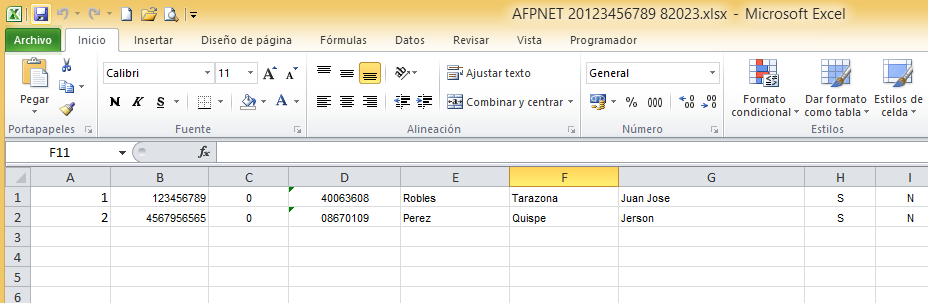 AFPNET 20123456789 82023.xlsx - Microsoft Excel
Archivo Inicio Insertar Diseño de página Fórmulas Datos Revisar Vista Programador
Calibri 11 A A Ajustar texto General
Pegar N K S A Combinar y centrar % 000 Formato condicional Dar formato como tabla Estilos de celda
Portapapeles Fuente Alineación Número Estilos
F11 fx
A B C D E F G H I
1 1 123456789 0 40063608 Robles Tarazona Juan Jose S N
2 2 4567956565 0 08670109 Perez Quispe Jerson S N
3
4
5
6